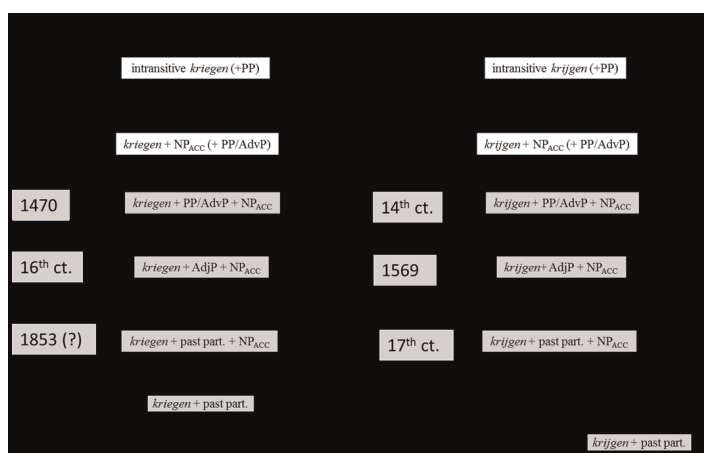 intransitive kriegen (+PP)
intransitive krijgen (+PP)
kriegen + NPACC (+ PP/AdvP)
krijgen + NPACC (+ PP/AdvP)
1470
kriegen + PP/AdvP + NPACC
14th ct.
krijgen + PP/AdvP + NPACC
16th ct.
kriegen + AdjP + NPACC
1569
krijgen+ AdjP + NPACC
1853 (?)
kriegen + past part. + NPACC
17th ct.
krijgen + past part. + NPACC
kriegen + past part.
krijgen + past part.